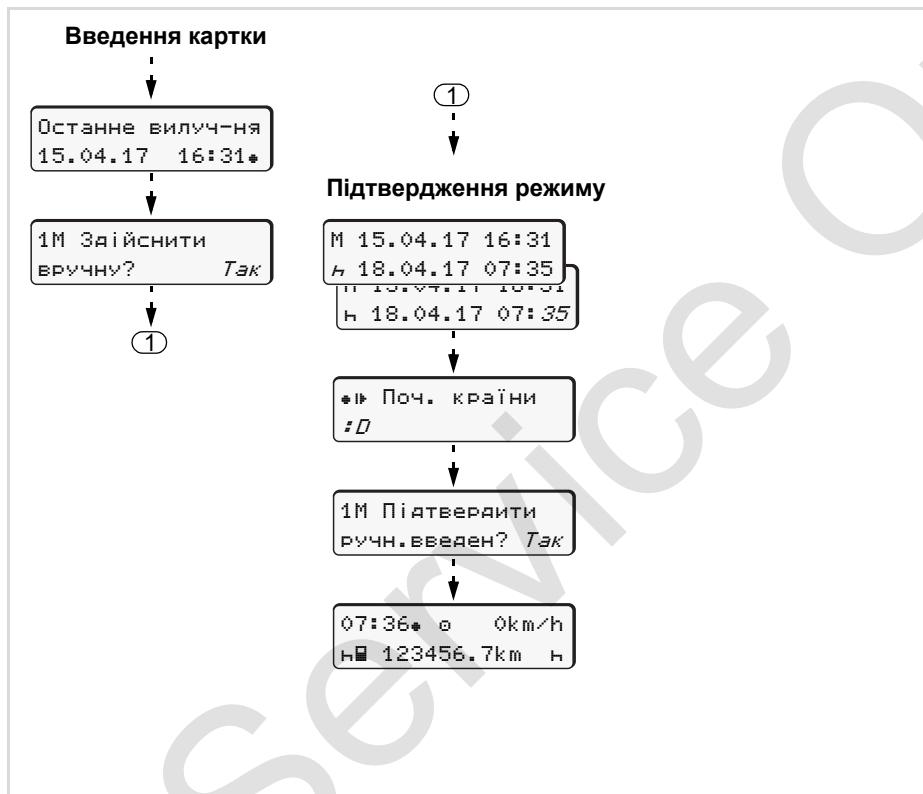 Введення картки
Останне вилуч-ня
15.04.17 16:31
1М Здійснити
вручну? Так
1
1
Підтвердження режиму
М 15.04.17 16:31
h 18.04.17 07:35
h 18.04.17 07:35
Поч. країни
:D
1М Підтвердити
ручн.введен? Так
07:36 0km/h
h 123456.7km h
Service O